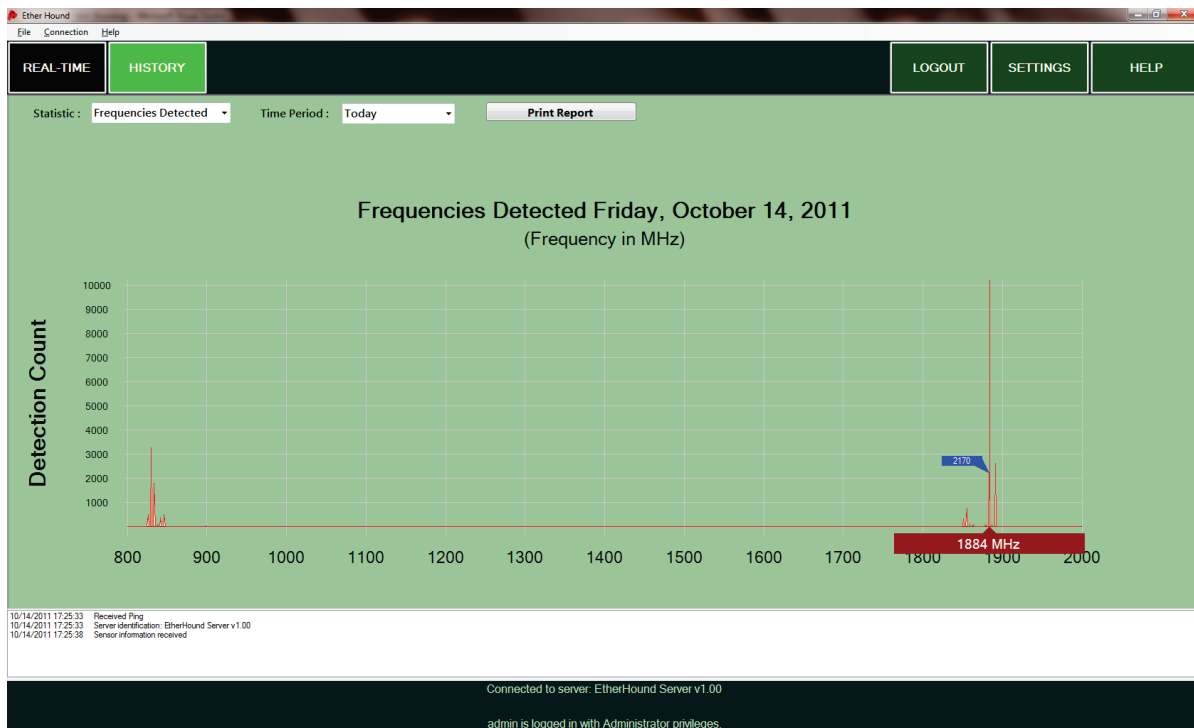 Ether Hound
File Connection Help
REAL-TIME HISTORY LOGOUT SETTINGS HELP
Statistic : Frequencies Detected Time Period : Today Print Report
Frequencies Detected Friday, October 14, 2011
(Frequency in MHz)
Detection Count
10000
9000
8000
7000
6000
5000
4000
3000
2000
1000
2170
1884 MHz
800 900 1000 1100 1200 1300 1400 1500 1600 1700 1800 1900 2000
10/14/2011 17:25:33 Received Ping
10/14/2011 17:25:33 Server identification: EtherHound Server v1.00
10/14/2011 17:25:38 Sensor information received
Connected to server: EtherHound Server v1.00
admin is logged in with Administrator privileges.